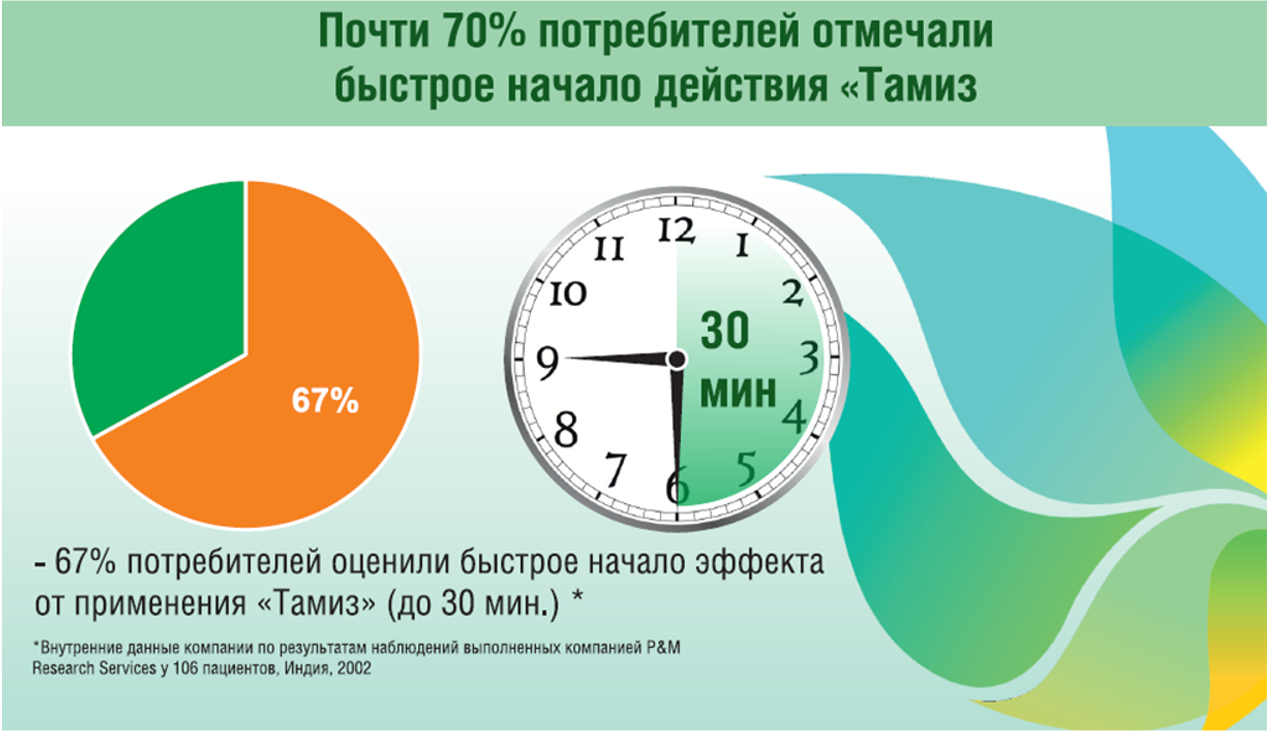 Почти 70% потребителей отмечали
быстрое начало действия «Тамиз
67%
12
1
2
3
4
5
6
7
8
9
10
11
30
мин
- 67% потребителей оценили быстрое начало эффекта
от применения «Тамиз» (до 30 мин.) *
*Внутренние данные компании по результатам наблюдений выполненных компанией P&M
Research Services у 106 пациентов, Индия, 2002